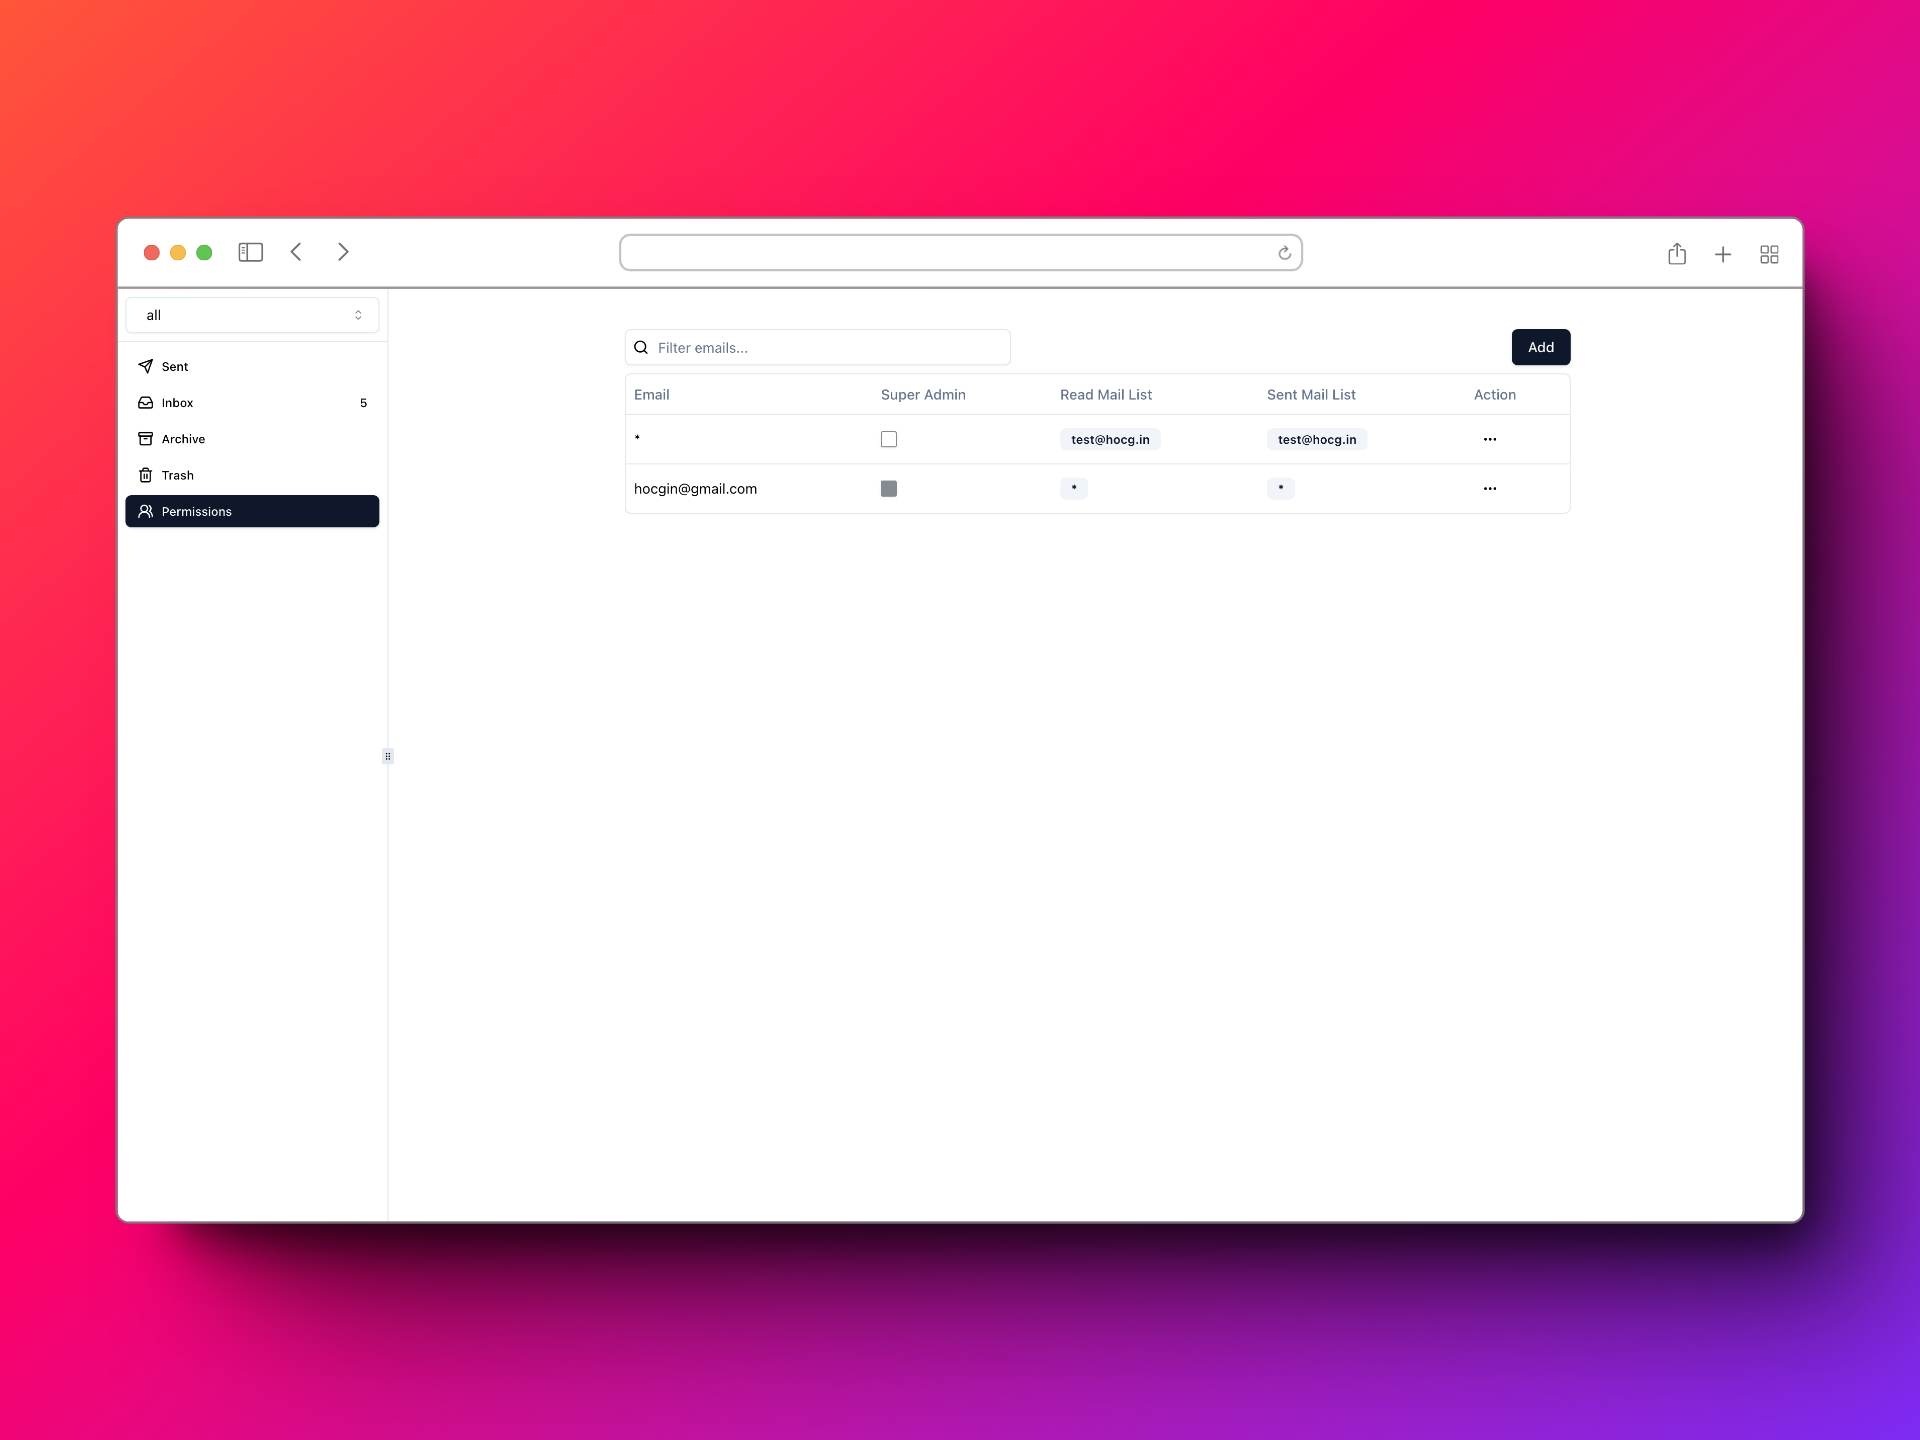 all
Sent
Inbox 5
Archive
Trash
Permissions
Filter emails...
Add
Email Super Admin Read Mail List Sent Mail List Action
* test@hocg.in test@hocg.in
hocgin@gmail.com * *